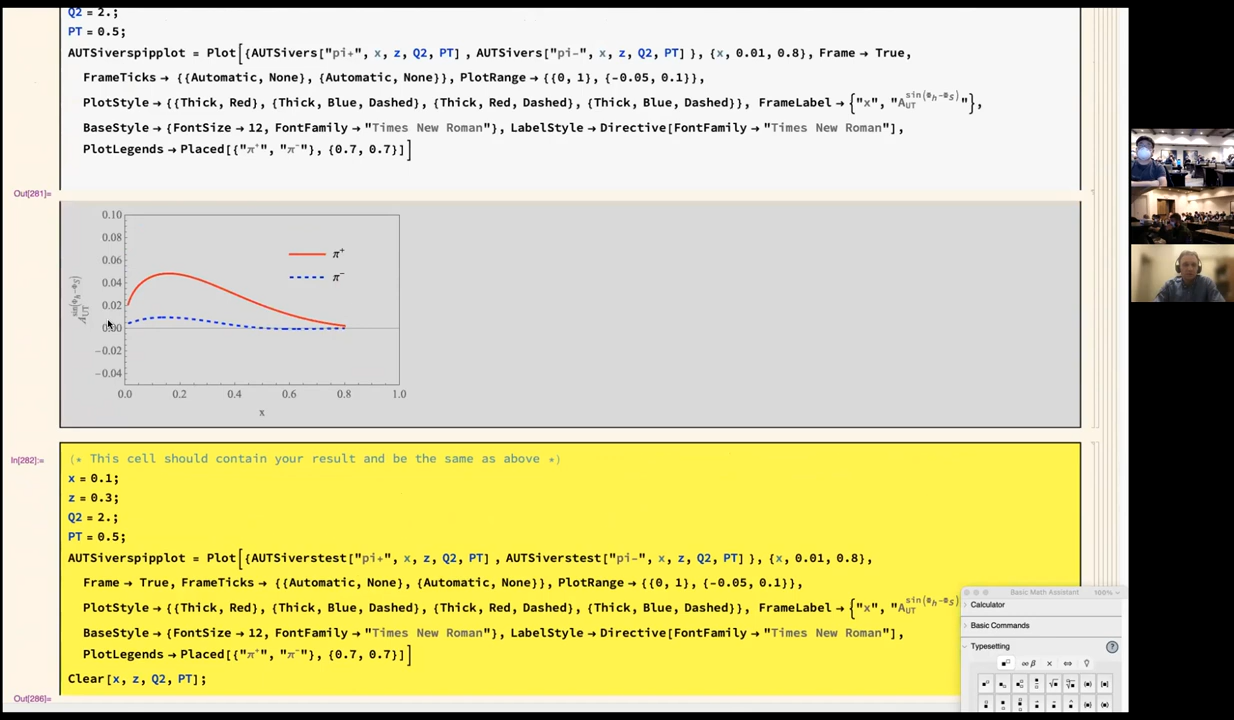 Q2 = 2.;
PT = 0.5;
AUTSiverspipplot = Plot[{AUTSivers["pi+", x, z, Q2, PT] , AUTSivers["pi-", x, z, Q2, PT] }, {x, 0.01, 0.8}, Frame → True,
FrameTicks → {{Automatic, None}, {Automatic, None}}, PlotRange → {{0, 1}, {-0.05, 0.1}},
PlotStyle → {{Thick, Red}, {Thick, Blue, Dashed}, {Thick, Red, Dashed}, {Thick, Blue, Dashed}}, FrameLabel → {"x", "A_UT^sin(Φh-ΦS)"},
BaseStyle → {FontSize → 12, FontFamily → "Times New Roman"}, LabelStyle → Directive[FontFamily → "Times New Roman"],
PlotLegends → Placed[{"π⁺", "π⁻"}, {0.7, 0.7}]]
Out[281]=
0.10
0.08
0.06
0.04
0.02
0.00
-0.02
-0.04
A_UT^sin(Φh-ΦS)
π⁺
π⁻
0.0 0.2 0.4 0.6 0.8 1.0
x
In[282]:=
(* This cell should contain your result and be the same as above *)
x = 0.1;
z = 0.3;
Q2 = 2.;
PT = 0.5;
AUTSiverspipplot = Plot[{AUTSiverstest["pi+", x, z, Q2, PT] , AUTSiverstest["pi-", x, z, Q2, PT] }, {x, 0.01, 0.8},
Frame → True, FrameTicks → {{Automatic, None}, {Automatic, None}}, PlotRange → {{0, 1}, {-0.05, 0.1}},
PlotStyle → {{Thick, Red}, {Thick, Blue, Dashed}, {Thick, Red, Dashed}, {Thick, Blue, Dashed}}, FrameLabel → {"x", "A_UT^sin(Φh-ΦS)
BaseStyle → {FontSize → 12, FontFamily → "Times New Roman"}, LabelStyle → Directive[FontFamily → "Times New Roman"],
PlotLegends → Placed[{"π⁺", "π⁻"}, {0.7, 0.7}]]
Clear[x, z, Q2, PT];
Out[286]=
Basic Math Assistant 100%
Calculator
Basic Commands
Typesetting